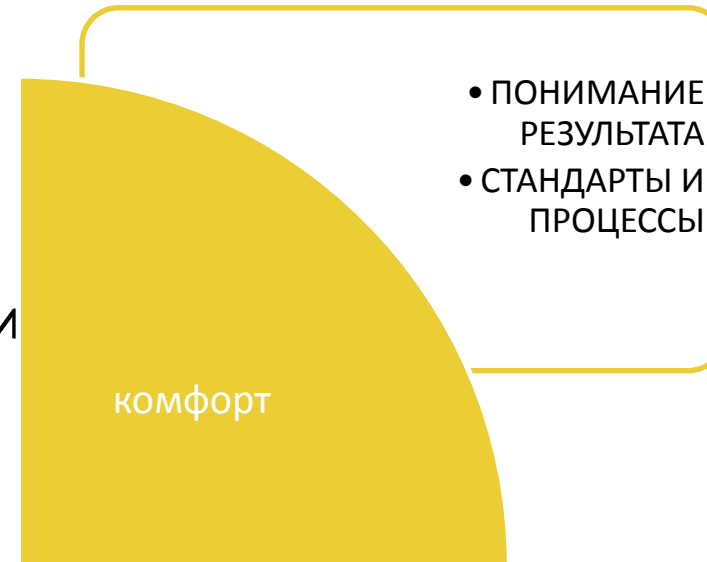 • ПОНИМАНИЕ
РЕЗУЛЬТАТА
• СТАНДАРТЫ И
ПРОЦЕССЫ
И
комфорт